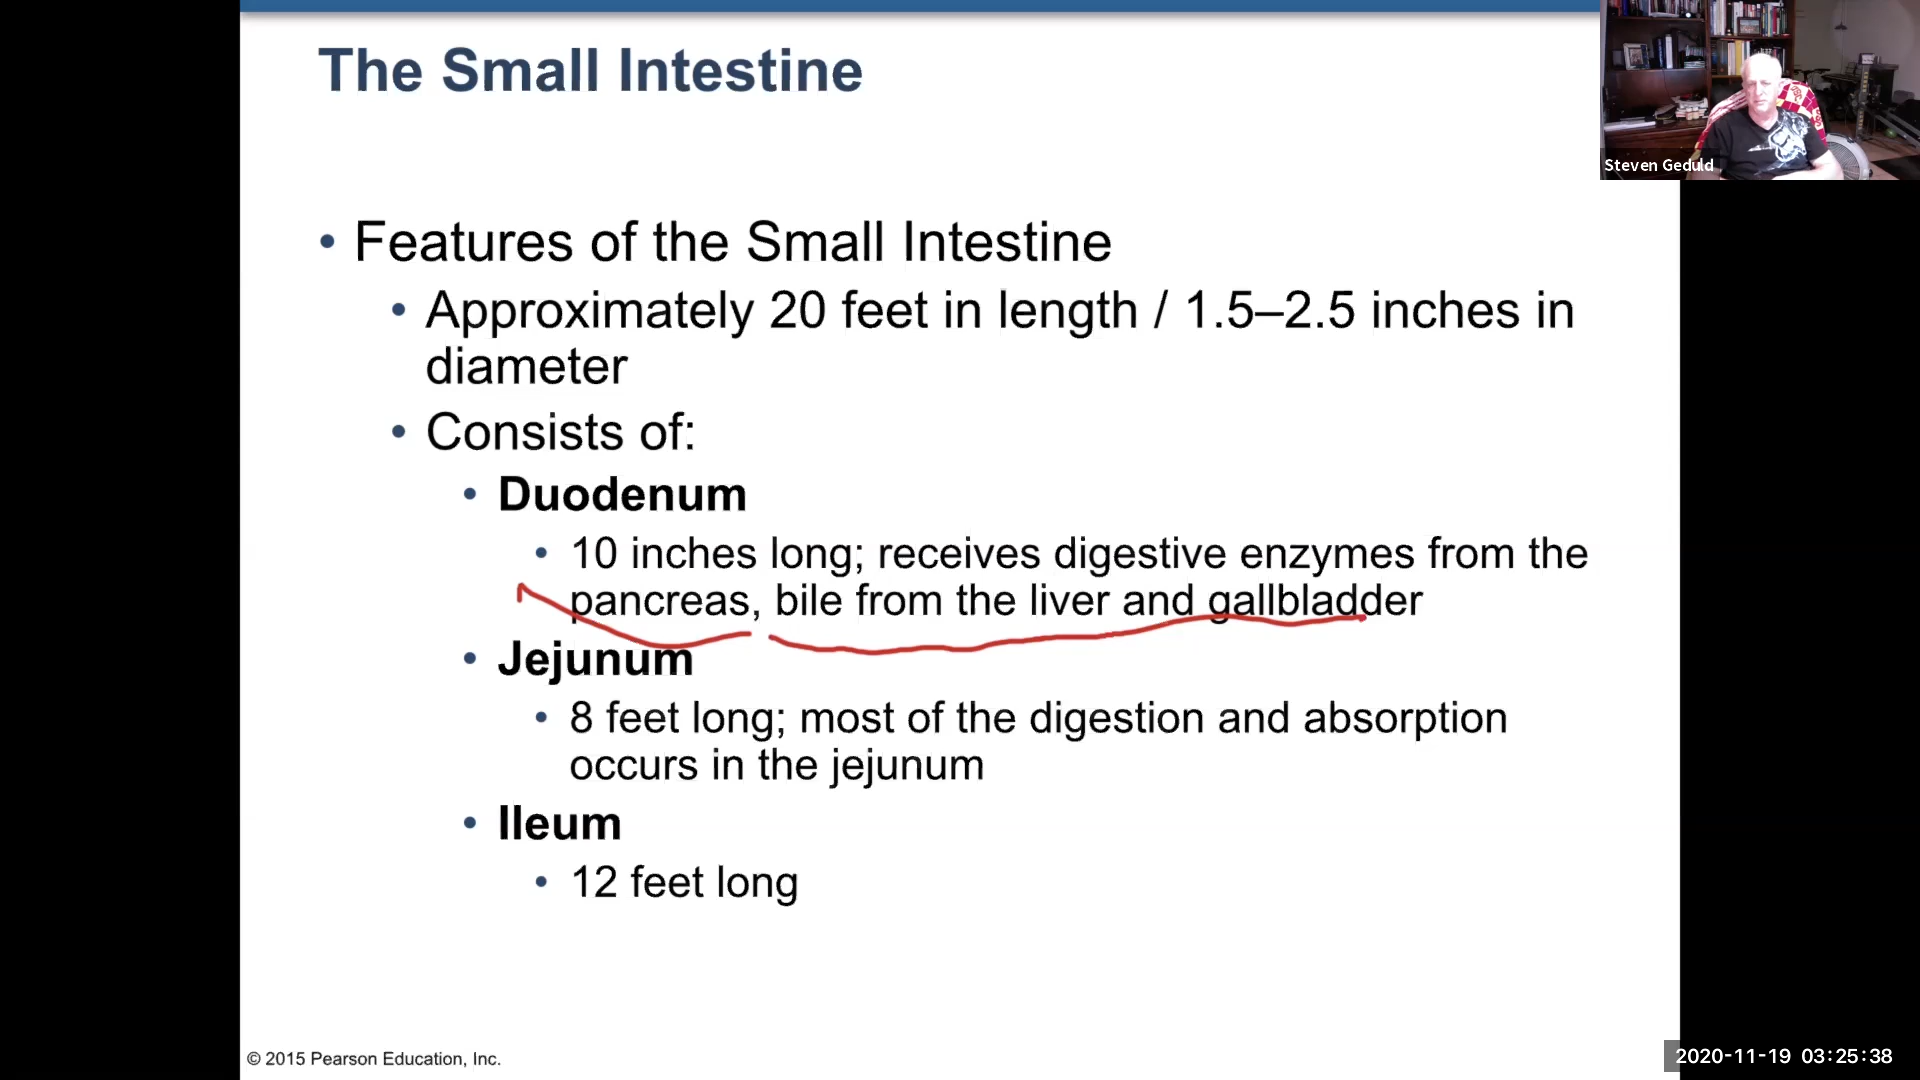 The Small Intestine
Steven Geduld
• Features of the Small Intestine
• Approximately 20 feet in length / 1.5–2.5 inches in
diameter
• Consists of:
• Duodenum
• 10 inches long; receives digestive enzymes from the
pancreas, bile from the liver and gallbladder
• Jejunum
• 8 feet long; most of the digestion and absorption
occurs in the jejunum
• Ileum
• 12 feet long
© 2015 Pearson Education, Inc.
2020-11-19 03:25:38